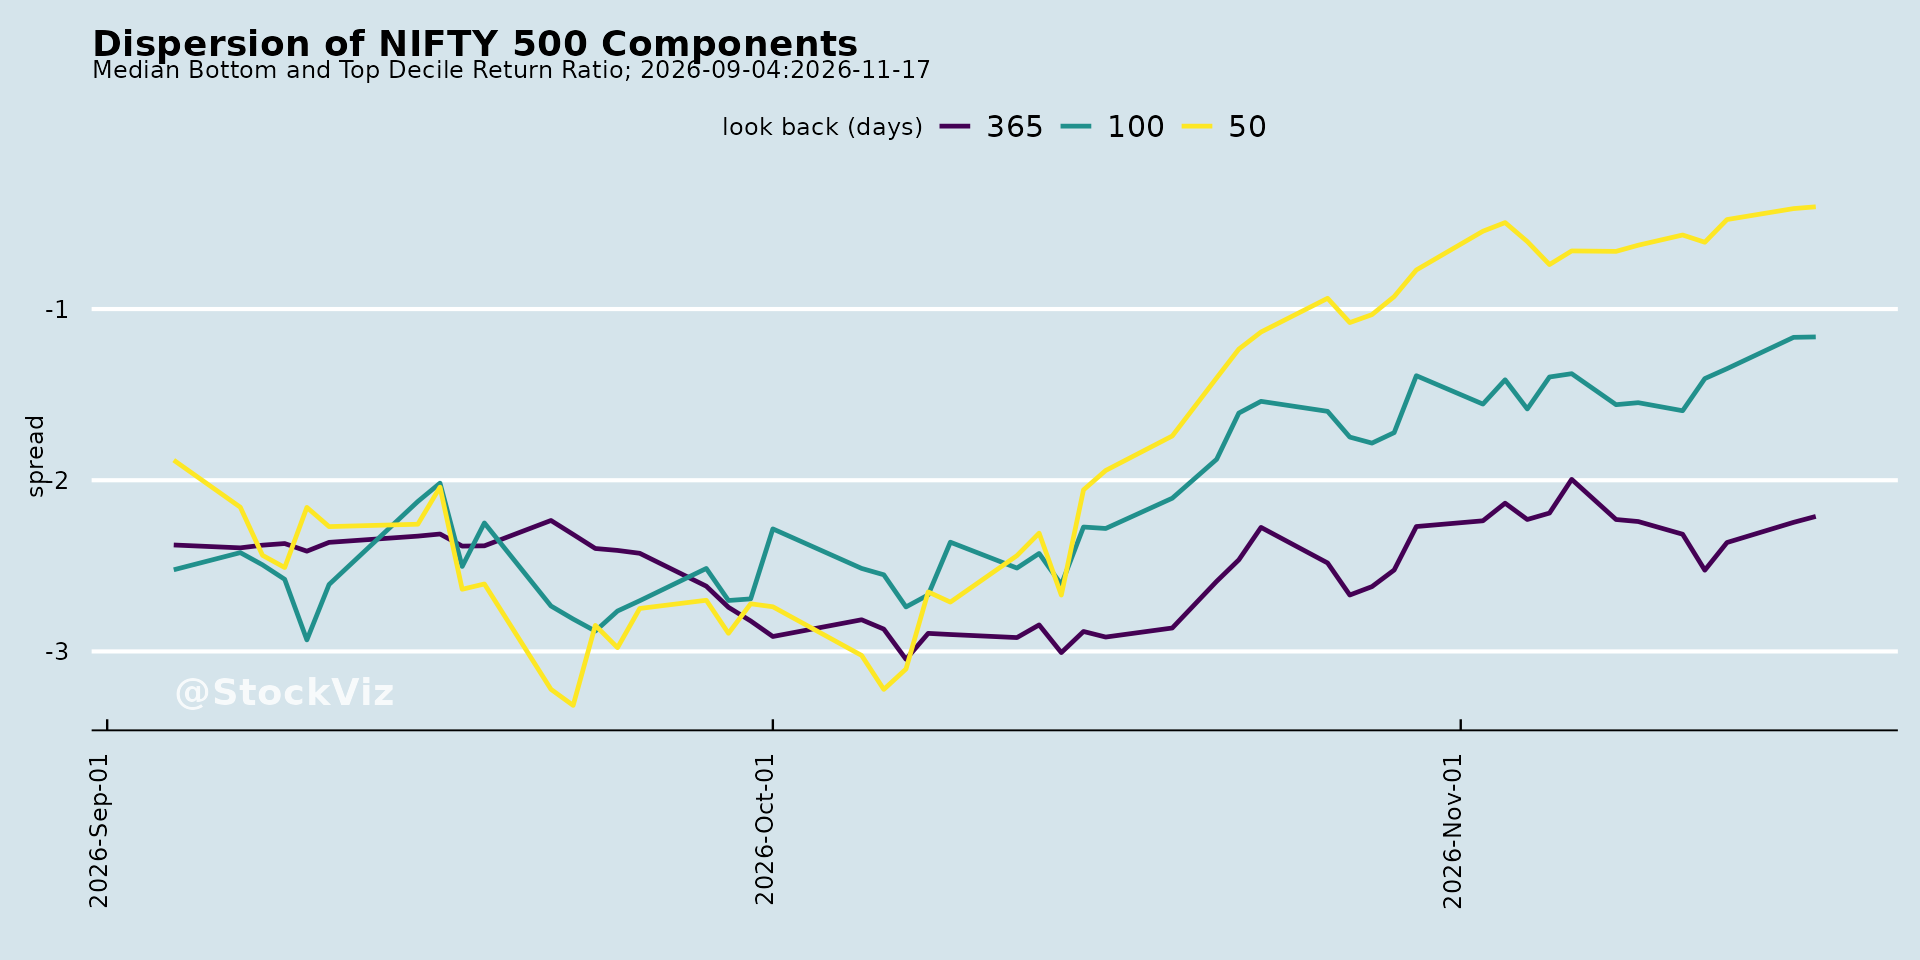 Dispersion of NIFTY 500 Components
Median Bottom and Top Decile Return Ratio; 2026-09-04:2026-11-17
look back (days) 365 100 50
-1
-2
-3
spread
@StockViz
2026-Sep-01
2026-Oct-01
2026-Nov-01